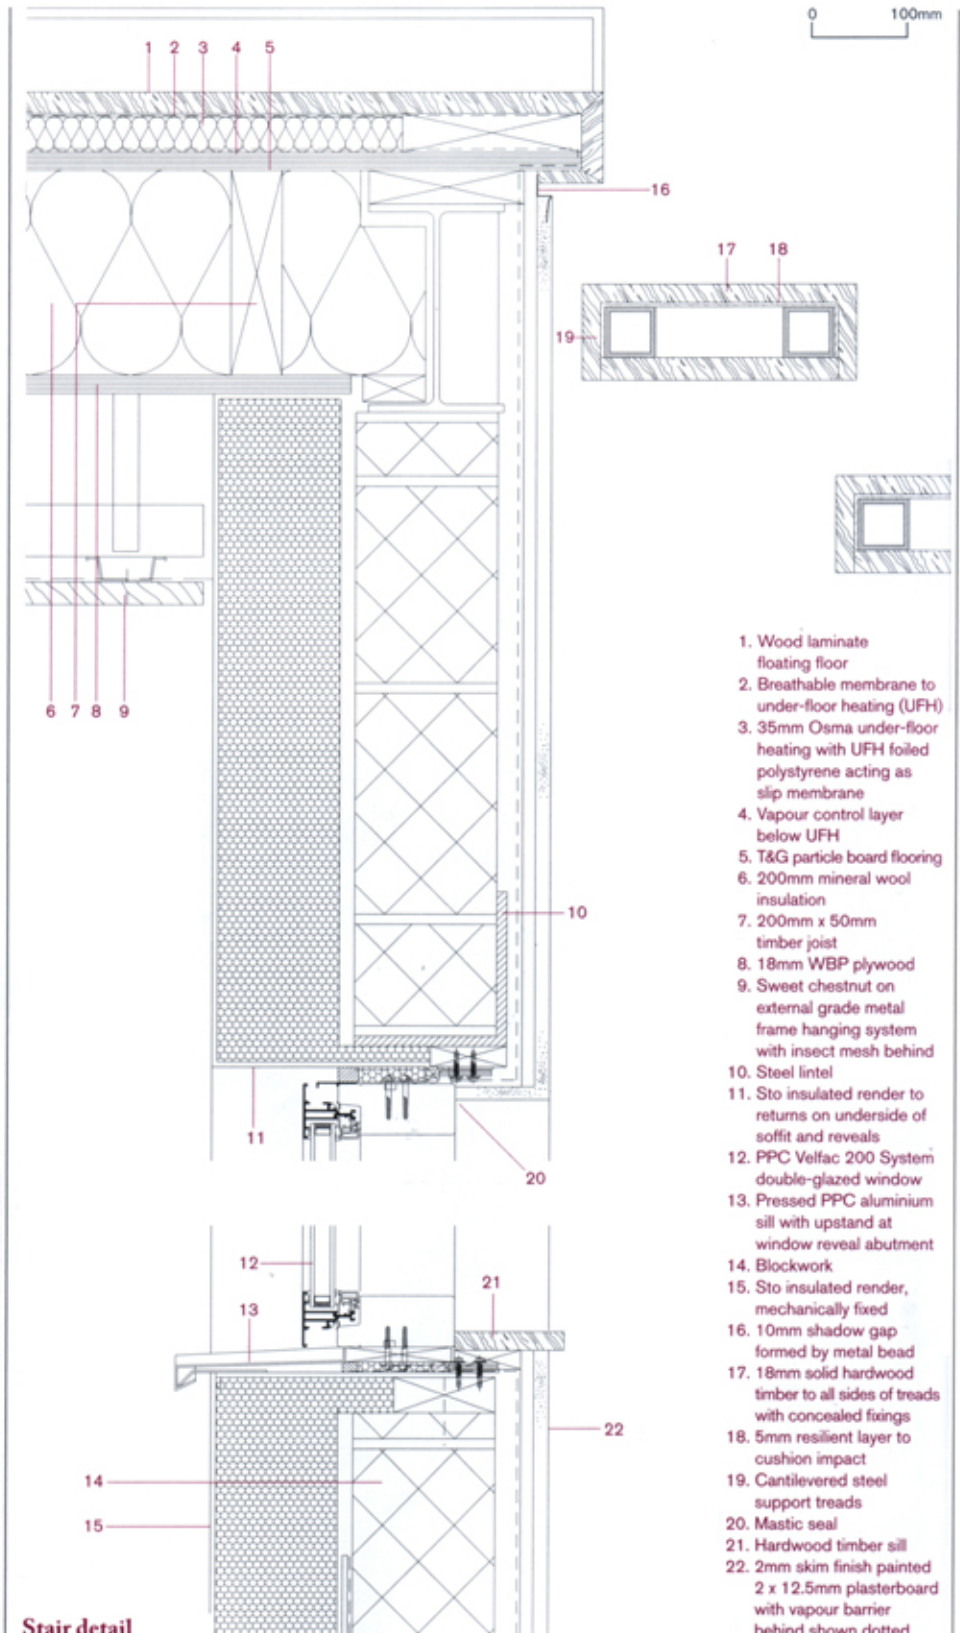 0 100mm
1 2 3 4 5
16
17 18
19
6 7 8 9
10
11
20
12
21
13
22
14
15
1. Wood laminate
floating floor
2. Breathable membrane to
under-floor heating (UFH)
3. 35mm Osma under-floor
heating with UFH foiled
polystyrene acting as
slip membrane
4. Vapour control layer
below UFH
5. T&G particle board flooring
6. 200mm mineral wool
insulation
7. 200mm x 50mm
timber joist
8. 18mm WBP plywood
9. Sweet chestnut on
external grade metal
frame hanging system
with insect mesh behind
10. Steel lintel
11. Sto insulated render to
returns on underside of
soffit and reveals
12. PPC Velfac 200 System
double-glazed window
13. Pressed PPC aluminium
sill with upstand at
window reveal abutment
14. Blockwork
15. Sto insulated render,
mechanically fixed
16. 10mm shadow gap
formed by metal bead
17. 18mm solid hardwood
timber to all sides of treads
with concealed fixings
18. 5mm resilient layer to
cushion impact
19. Cantilevered steel
support treads
20. Mastic seal
21. Hardwood timber sill
22. 2mm skim finish painted
2 x 12.5mm plasterboard
with vapour barrier
behind shown dotted
Stair detail